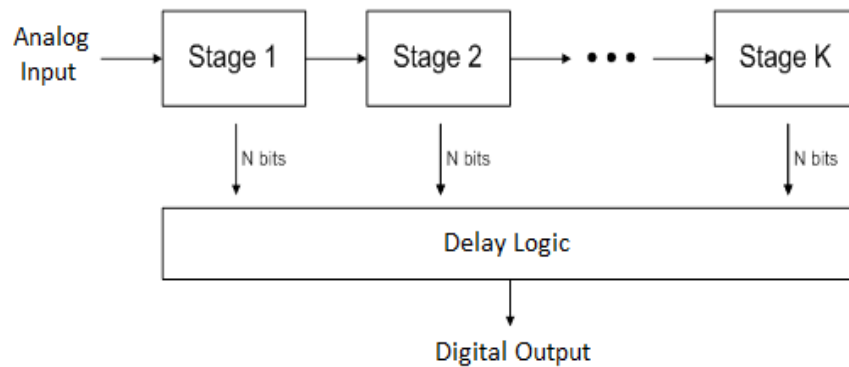 Analog
Input
Stage 1
Stage 2
Stage K
N bits
N bits
N bits
Delay Logic
Digital Output